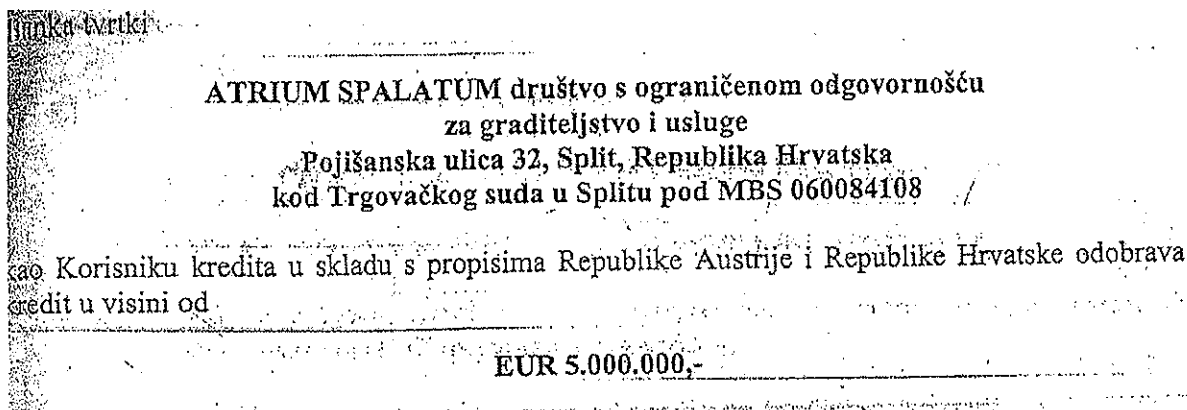 Banka tvrtki
ATRIUM SPALATUM društvo s ograničenom odgovornošću
za graditeljstvo i usluge
Pojišanska ulica 32, Split, Republika Hrvatska
kod Trgovačkog suda u Splitu pod MBS 060084108
kao Korisniku kredita u skladu s propisima Republike Austrije i Republike Hrvatske odobrava
kredit u visini od
EUR 5.000.000,-